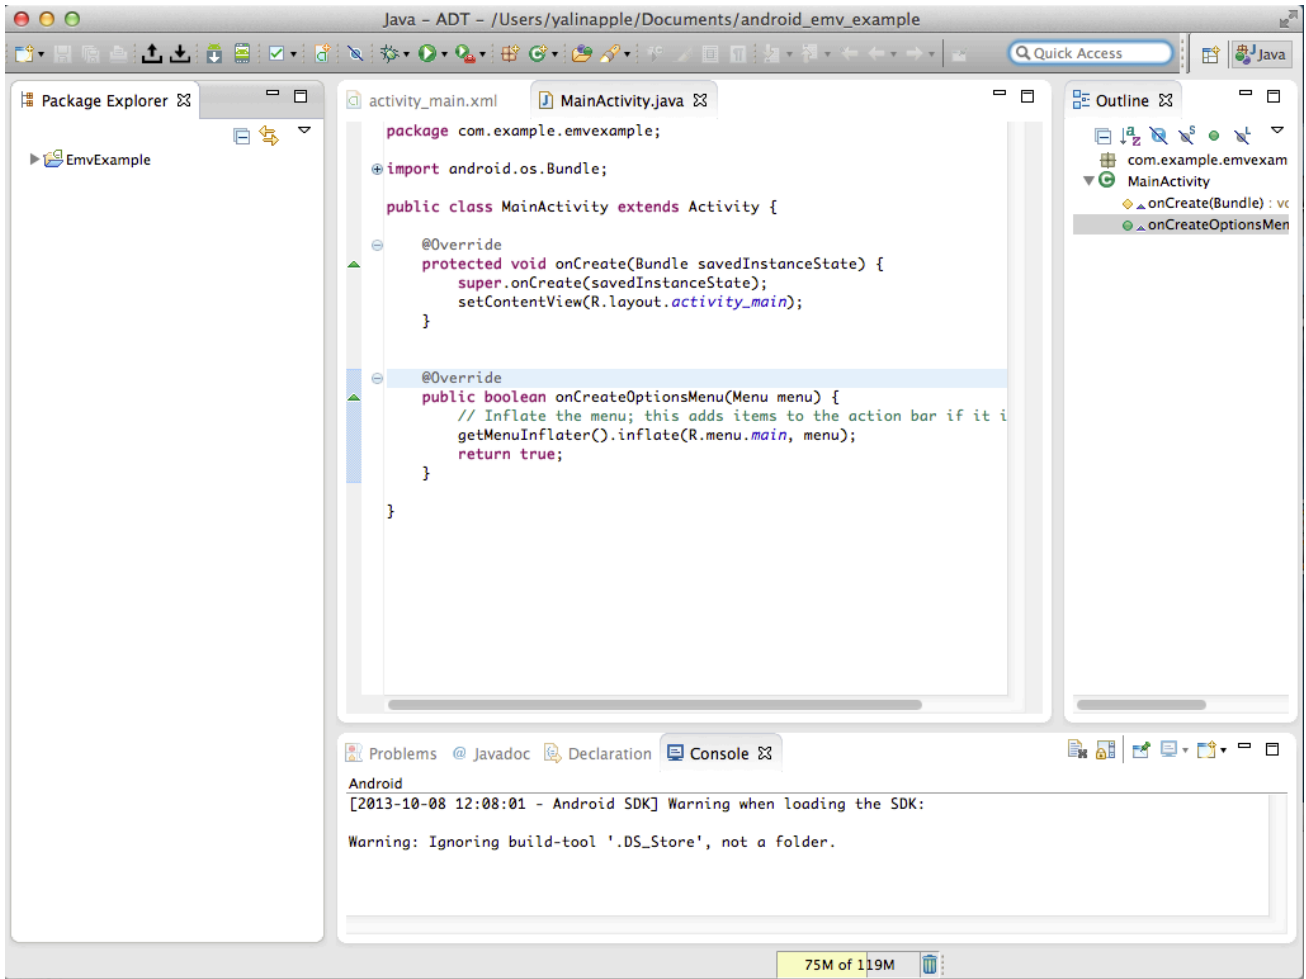 Java – ADT – /Users/yalinapple/Documents/android_emv_example
Quick Access
Java
Package Explorer
EmvExample
activity_main.xml
MainActivity.java
package com.example.emvexample;
import android.os.Bundle;
public class MainActivity extends Activity {
@Override
protected void onCreate(Bundle savedInstanceState) {
super.onCreate(savedInstanceState);
setContentView(R.layout.activity_main);
}
@Override
public boolean onCreateOptionsMenu(Menu menu) {
// Inflate the menu; this adds items to the action bar if it i
getMenuInflater().inflate(R.menu.main, menu);
return true;
}
}
Outline
com.example.emvexam
MainActivity
onCreate(Bundle) : vo
onCreateOptionsMen
Problems
@ Javadoc
Declaration
Console
Android
[2013-10-08 12:08:01 - Android SDK] Warning when loading the SDK:
Warning: Ignoring build-tool '.DS_Store', not a folder.
75M of 119M